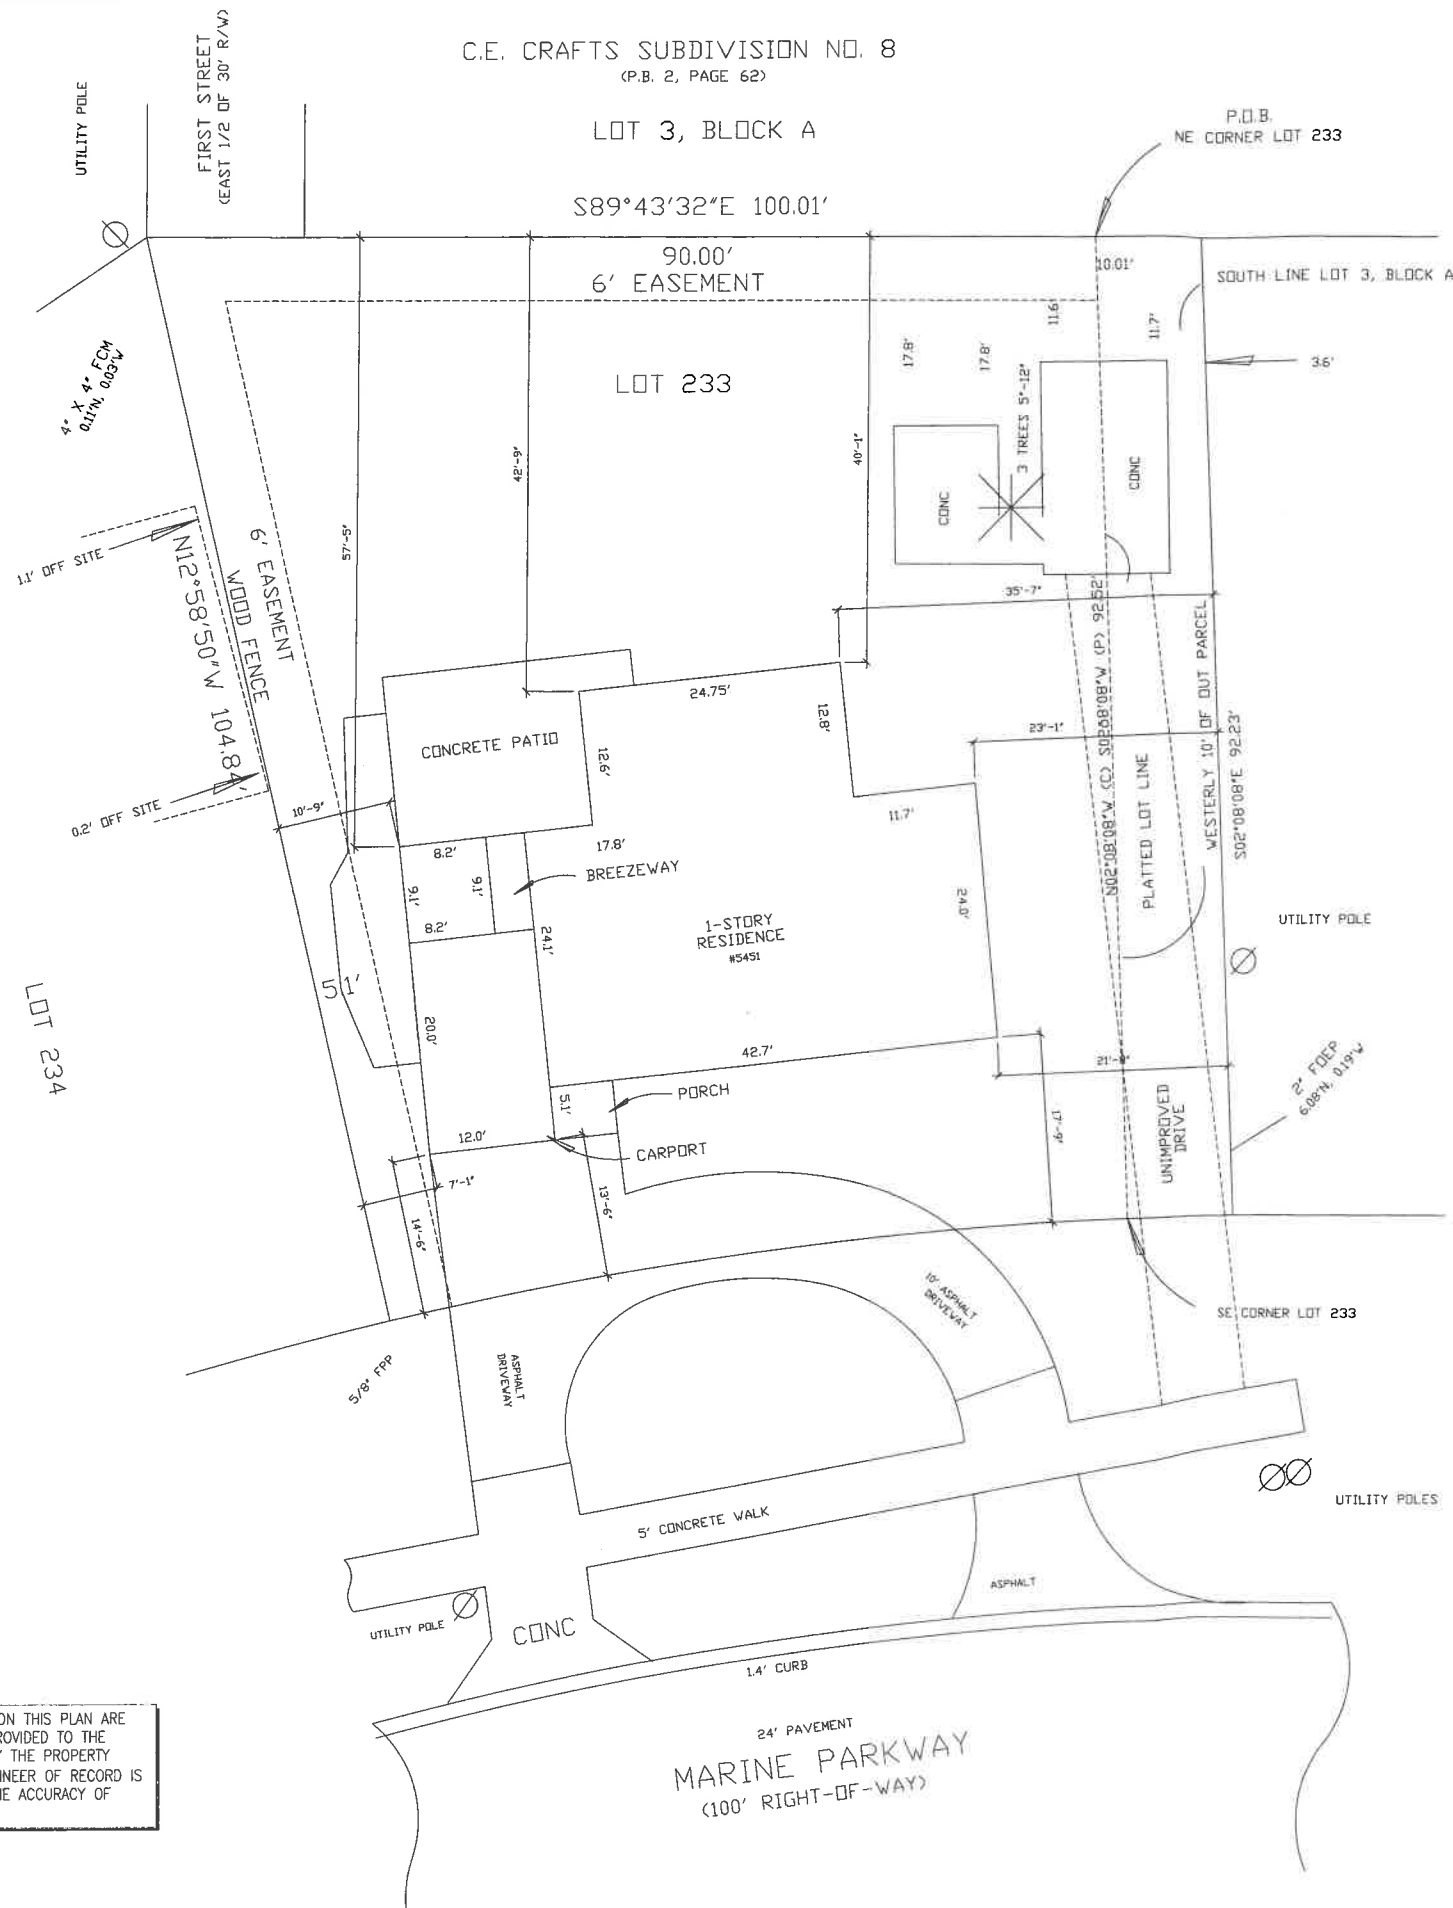 C.E. CRAFTS SUBDIVISION NO. 8
(P.B. 2, PAGE 62)
LOT 3, BLOCK A
FIRST STREET
(EAST 1/2 OF 30' R/W)
UTILITY POLE
P.O.B.
NE CORNER LOT 233
S89°43'32"E 100.01'
90.00'
6' EASEMENT
10.01'
SOUTH LINE LOT 3, BLOCK A
11.6'
11.7'
17.8'
17.8'
3.6'
4" X 4" FCM
0.11'N, 0.03'W
LOT 233
3 TREES 5"-12"
CONC
CONC
42'-9"
40'-1"
57'-5"
1.1' OFF SITE
N12°58'50"W 104.84'
6' EASEMENT
WOOD FENCE
0.2' OFF SITE
35'-7"
N02°08'08"W (C) S02°08'08"W (P) 92.52'
WESTERLY 10' OF OUT PARCEL
S02°08'08"E 92.23'
PLATTED LOT LINE
24.75'
12.8'
23'-1"
CONCRETE PATIO
12.6'
10'-9"
11.7'
8.2'
17.8'
BREEZEWAY
9.1'
9.1'
8.2'
24.1'
24.0'
1-STORY
RESIDENCE
#5451
UTILITY POLE
LOT 234
5.1'
20.0'
42.7'
21'-8"
2" FOEP
6.08'N, 0.19'W
PORCH
5.1'
17'-9"
UNIMPROVED
DRIVE
12.0'
CARPORT
7'-1"
14'-6"
13'-6"
10' ASPHALT
DRIVEWAY
SE CORNER LOT 233
5/8" FPP
ASPHALT
DRIVEWAY
UTILITY POLES
5' CONCRETE WALK
ASPHALT
UTILITY POLE
CONC
1.4' CURB
24' PAVEMENT
MARINE PARKWAY
(100' RIGHT-OF-WAY)
ON THIS PLAN ARE
ROVIDED TO THE
THE PROPERTY
INEER OF RECORD IS
E ACCURACY OF